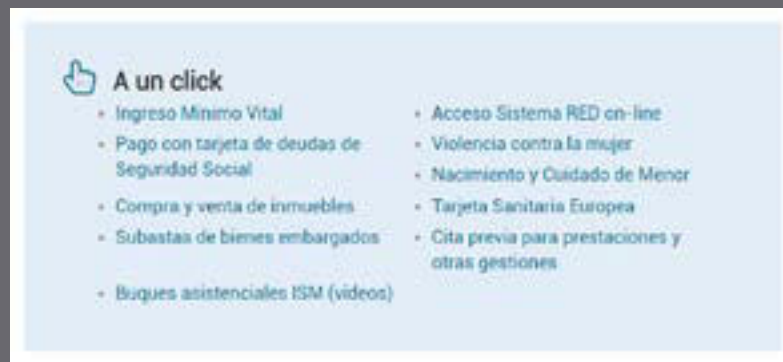 A un click
Ingreso Mínimo Vital
Pago con tarjeta de deudas de
Seguridad Social
Compra y venta de inmuebles
Subastas de bienes embargados
Buques asistenciales ISM (videos)
Acceso Sistema RED on-line
Violencia contra la mujer
Nacimiento y Cuidado de Menor
Tarjeta Sanitaria Europea
Cita previa para prestaciones y
otras gestiones